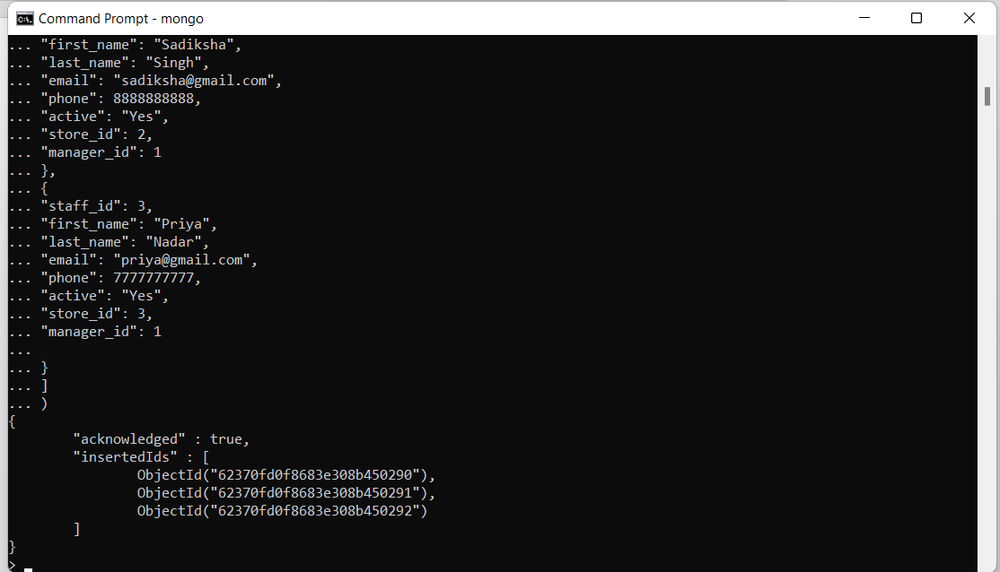 Command Prompt - mongo
... "first_name": "Sadiksha",
... "last_name": "Singh",
... "email": "sadiksha@gmail.com",
... "phone": 8888888888,
... "active": "Yes",
... "store_id": 2,
... "manager_id": 1
... },
... {
... "staff_id": 3,
... "first_name": "Priya",
... "last_name": "Nadar",
... "email": "priya@gmail.com",
... "phone": 7777777777,
... "active": "Yes",
... "store_id": 3,
... "manager_id": 1
...
... }
... ]
... )
{
        "acknowledged" : true,
        "insertedIds" : [
                ObjectId("62370fd0f8683e308b450290"),
                ObjectId("62370fd0f8683e308b450291"),
                ObjectId("62370fd0f8683e308b450292")
        ]
}
>